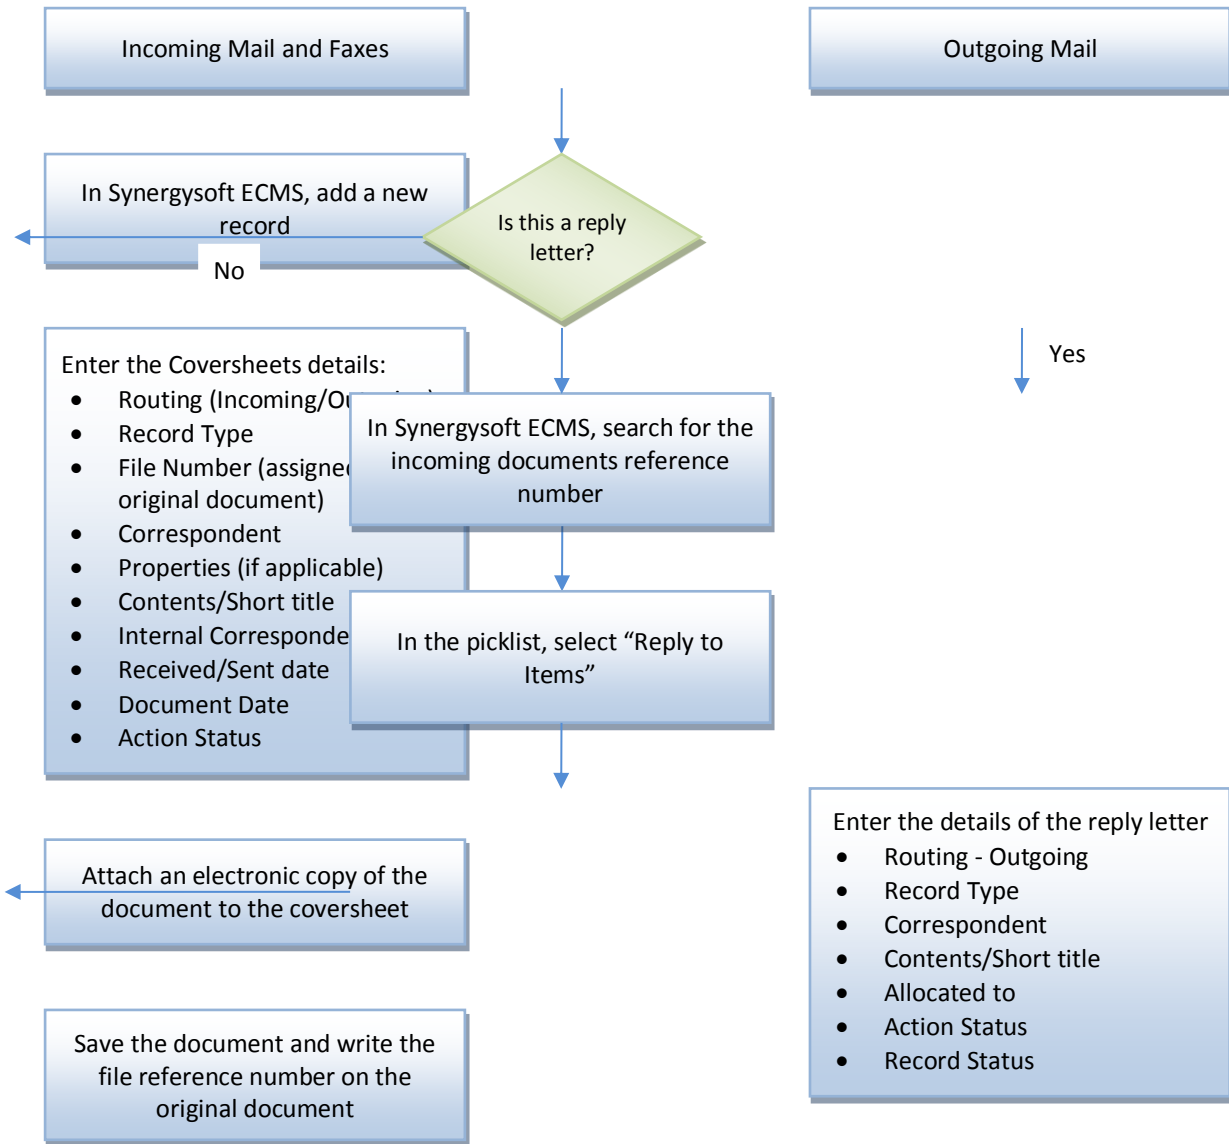 Incoming Mail and Faxes
Outgoing Mail
In Synergysoft ECMS, add a new
record
No
Is this a reply
letter?
Yes
Enter the Coversheets details:
• Routing (Incoming/
• Record Type
• File Number (assigned
original document)
• Correspondent
• Properties (if applicable)
• Contents/Short title
• Internal
• Received/Sent date
• Document Date
• Action Status
In Synergysoft ECMS, search for the
incoming documents reference
number
In the picklist, select “Reply to
Items”
Attach an electronic copy of the
document to the coversheet
Save the document and write the
file reference number on the
original document
Enter the details of the reply letter
• Routing - Outgoing
• Record Type
• Correspondent
• Contents/Short title
• Allocated to
• Action Status
• Record Status